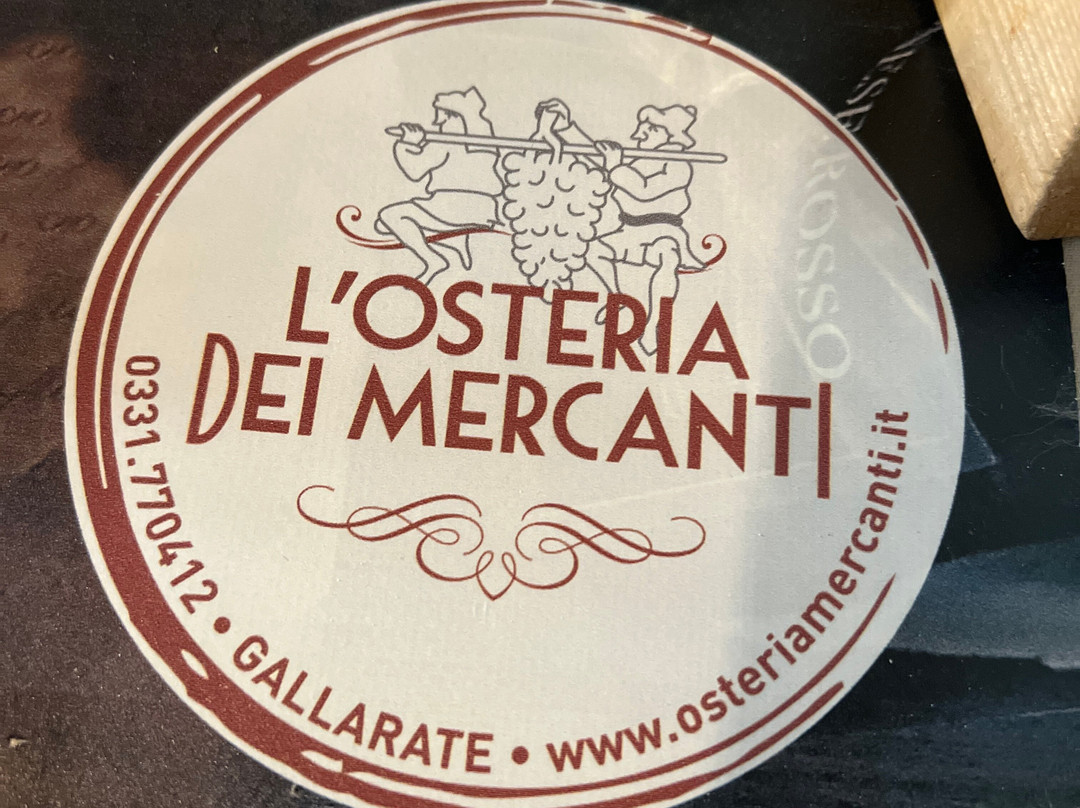 L'OSTERIA
DEI MERCANTI
0331.770412 • GALLARATE • www.osteriamercanti.it
ROSSO